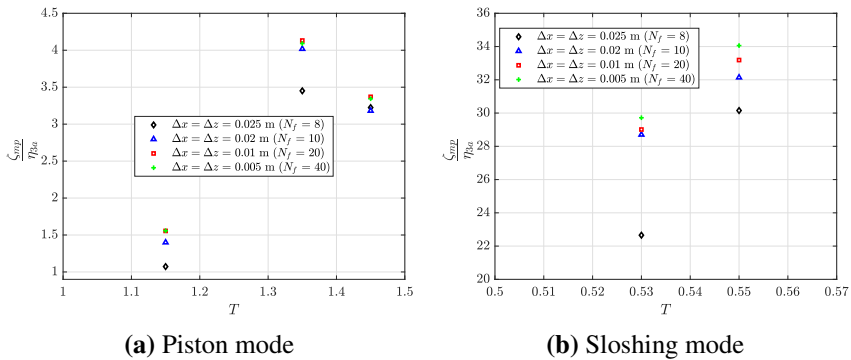 4.5
4
3.5
3
2.5
2
1.5
1
ζ_mp / η_3a
Δx = Δz = 0.025 m (N_f = 8)
Δx = Δz = 0.02 m (N_f = 10)
Δx = Δz = 0.01 m (N_f = 20)
Δx = Δz = 0.005 m (N_f = 40)
1 1.1 1.2 1.3 1.4 1.5
T
(a) Piston mode
36
34
32
30
28
26
24
22
20
ζ_mp / η_3a
Δx = Δz = 0.025 m (N_f = 8)
Δx = Δz = 0.02 m (N_f = 10)
Δx = Δz = 0.01 m (N_f = 20)
Δx = Δz = 0.005 m (N_f = 40)
0.5 0.51 0.52 0.53 0.54 0.55 0.56 0.57
T
(b) Sloshing mode